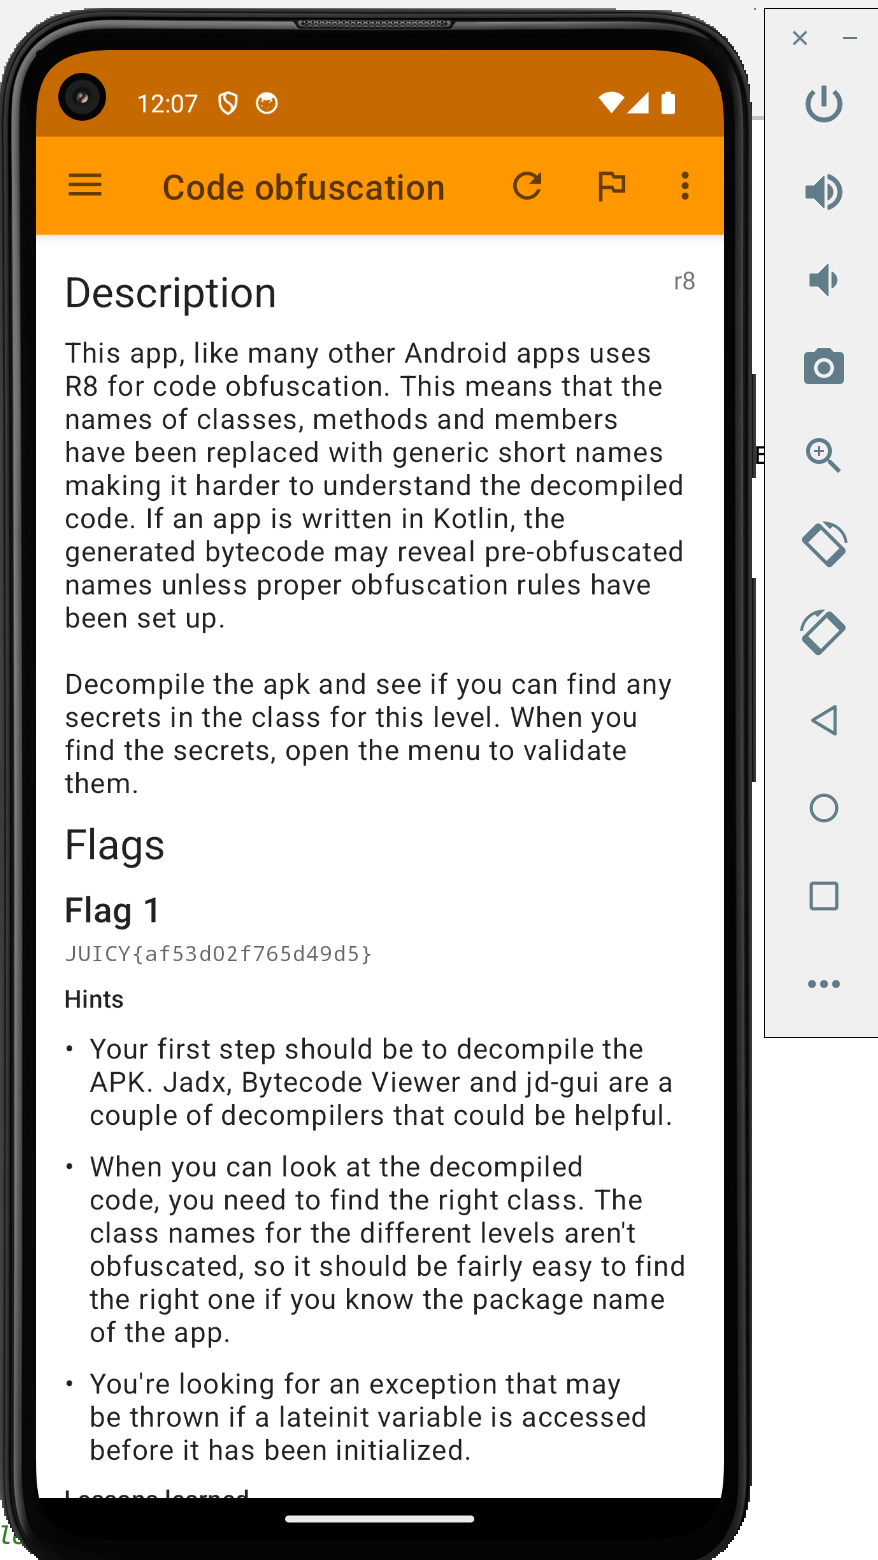 12:07
Code obfuscation
Description
r8
This app, like many other Android apps uses
R8 for code obfuscation. This means that the
names of classes, methods and members
have been replaced with generic short names
making it harder to understand the decompiled
code. If an app is written in Kotlin, the
generated bytecode may reveal pre-obfuscated
names unless proper obfuscation rules have
been set up.
Decompile the apk and see if you can find any
secrets in the class for this level. When you
find the secrets, open the menu to validate
them.
Flags
Flag 1
JUICY{af53d02f765d49d5}
Hints
• Your first step should be to decompile the
APK. Jadx, Bytecode Viewer and jd-gui are a
couple of decompilers that could be helpful.
• When you can look at the decompiled
code, you need to find the right class. The
class names for the different levels aren't
obfuscated, so it should be fairly easy to find
the right one if you know the package name
of the app.
• You're looking for an exception that may
be thrown if a lateinit variable is accessed
before it has been initialized.